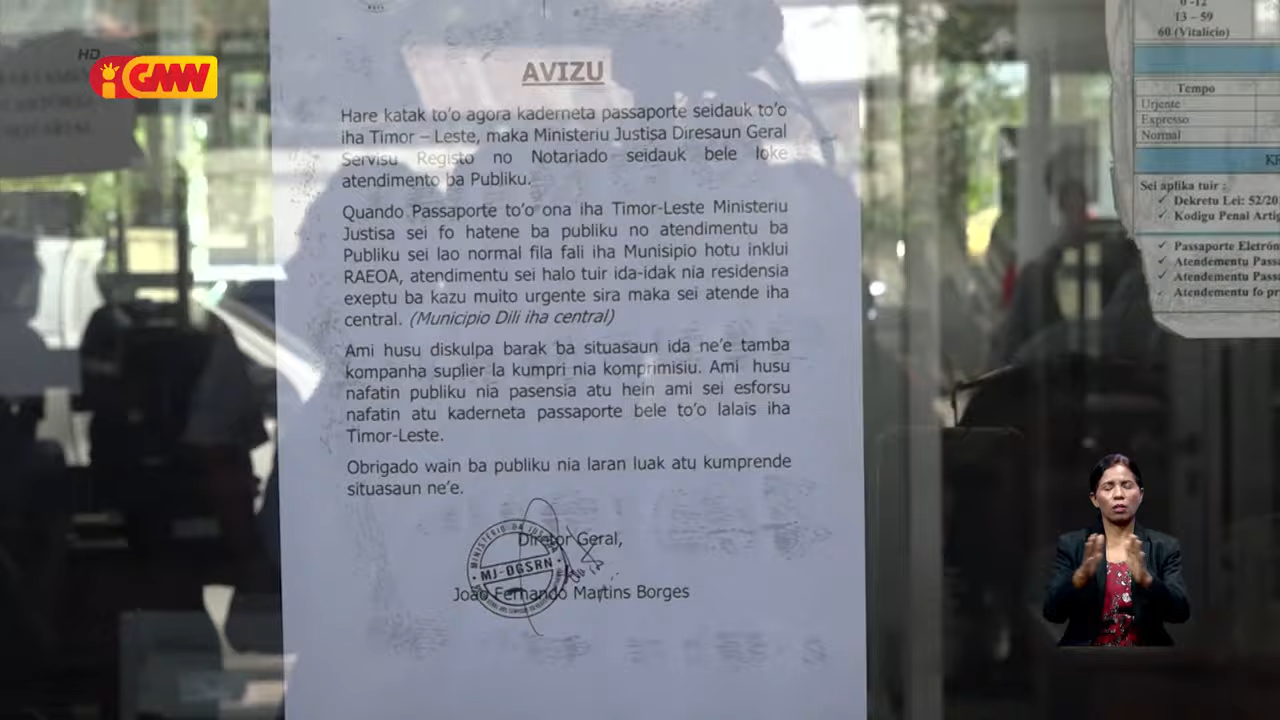 HD
GMW
AVIZU
Hare katak to'o agora kaderneta passaporte seidauk to'o
iha Timor – Leste, maka Ministeriu Justisa Diresaun Geral
Servisu Registo no Notariado seidauk bele loke
atendimento ba Publiku.
Quando Passaporte to'o ona iha Timor-Leste Ministeriu
Justisa sei fo hatene ba publiku no atendimentu ba
Publiku sei lao normal fila fali iha Munisipio hotu inklui
RAEOA, atendimentu sei halo tuir ida-idak nia residensia
exeptu ba kazu muito urgente sira maka sei atende iha
central. (Municipio Dili iha central)
Ami husu diskulpa barak ba situasaun ida ne'e tamba
kompanha suplier la kumpri nia komprimisiu. Ami husu
nafatin publiku nia pasensia atu hein ami sei esforsu
nafatin atu kaderneta passaporte bele to'o lalais iha
Timor-Leste.
Obrigado wain ba publiku nia laran luak atu kumprende
situasaun ne'e.
Diretor Geral,
MINISTERIO DA JUSTIÇA
MJ-DGSRN
João Fernando Martins Borges
0 -12
13 – 59
60 (Vitalicio)
Tempo
Urjente
Expresso
Normal
Sei aplika tuir :
✓ Dekretu Lei: 52/20
✓ Kodigu Penal Artig
✓ Passaporte Eletrón
✓ Atendementu Pass
✓ Atendementu Pass
Atendementu fo pr